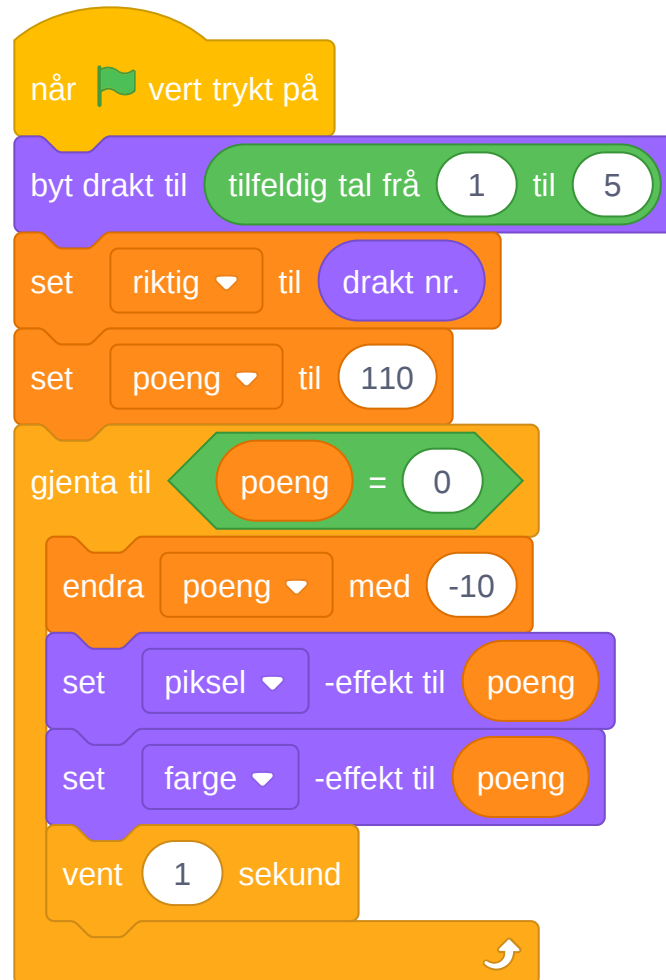 når vert trykt på
byt drakt til tilfeldig tal frå 1 til 5
set riktig til drakt nr.
set poeng til 110
gjenta til poeng = 0
endra poeng med -10
set piksel -effekt til poeng
set farge -effekt til poeng
vent 1 sekund